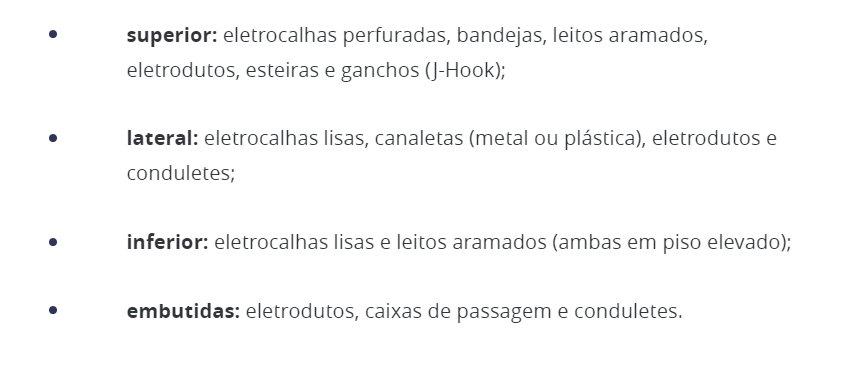 • superior: eletrocalhas perfuradas, bandejas, leitos aramados,
eletrodutos, esteiras e ganchos (J-Hook);
• lateral: eletrocalhas lisas, canaletas (metal ou plástica), eletrodutos e
conduletes;
• inferior: eletrocalhas lisas e leitos aramados (ambas em piso elevado);
• embutidas: eletrodutos, caixas de passagem e conduletes.